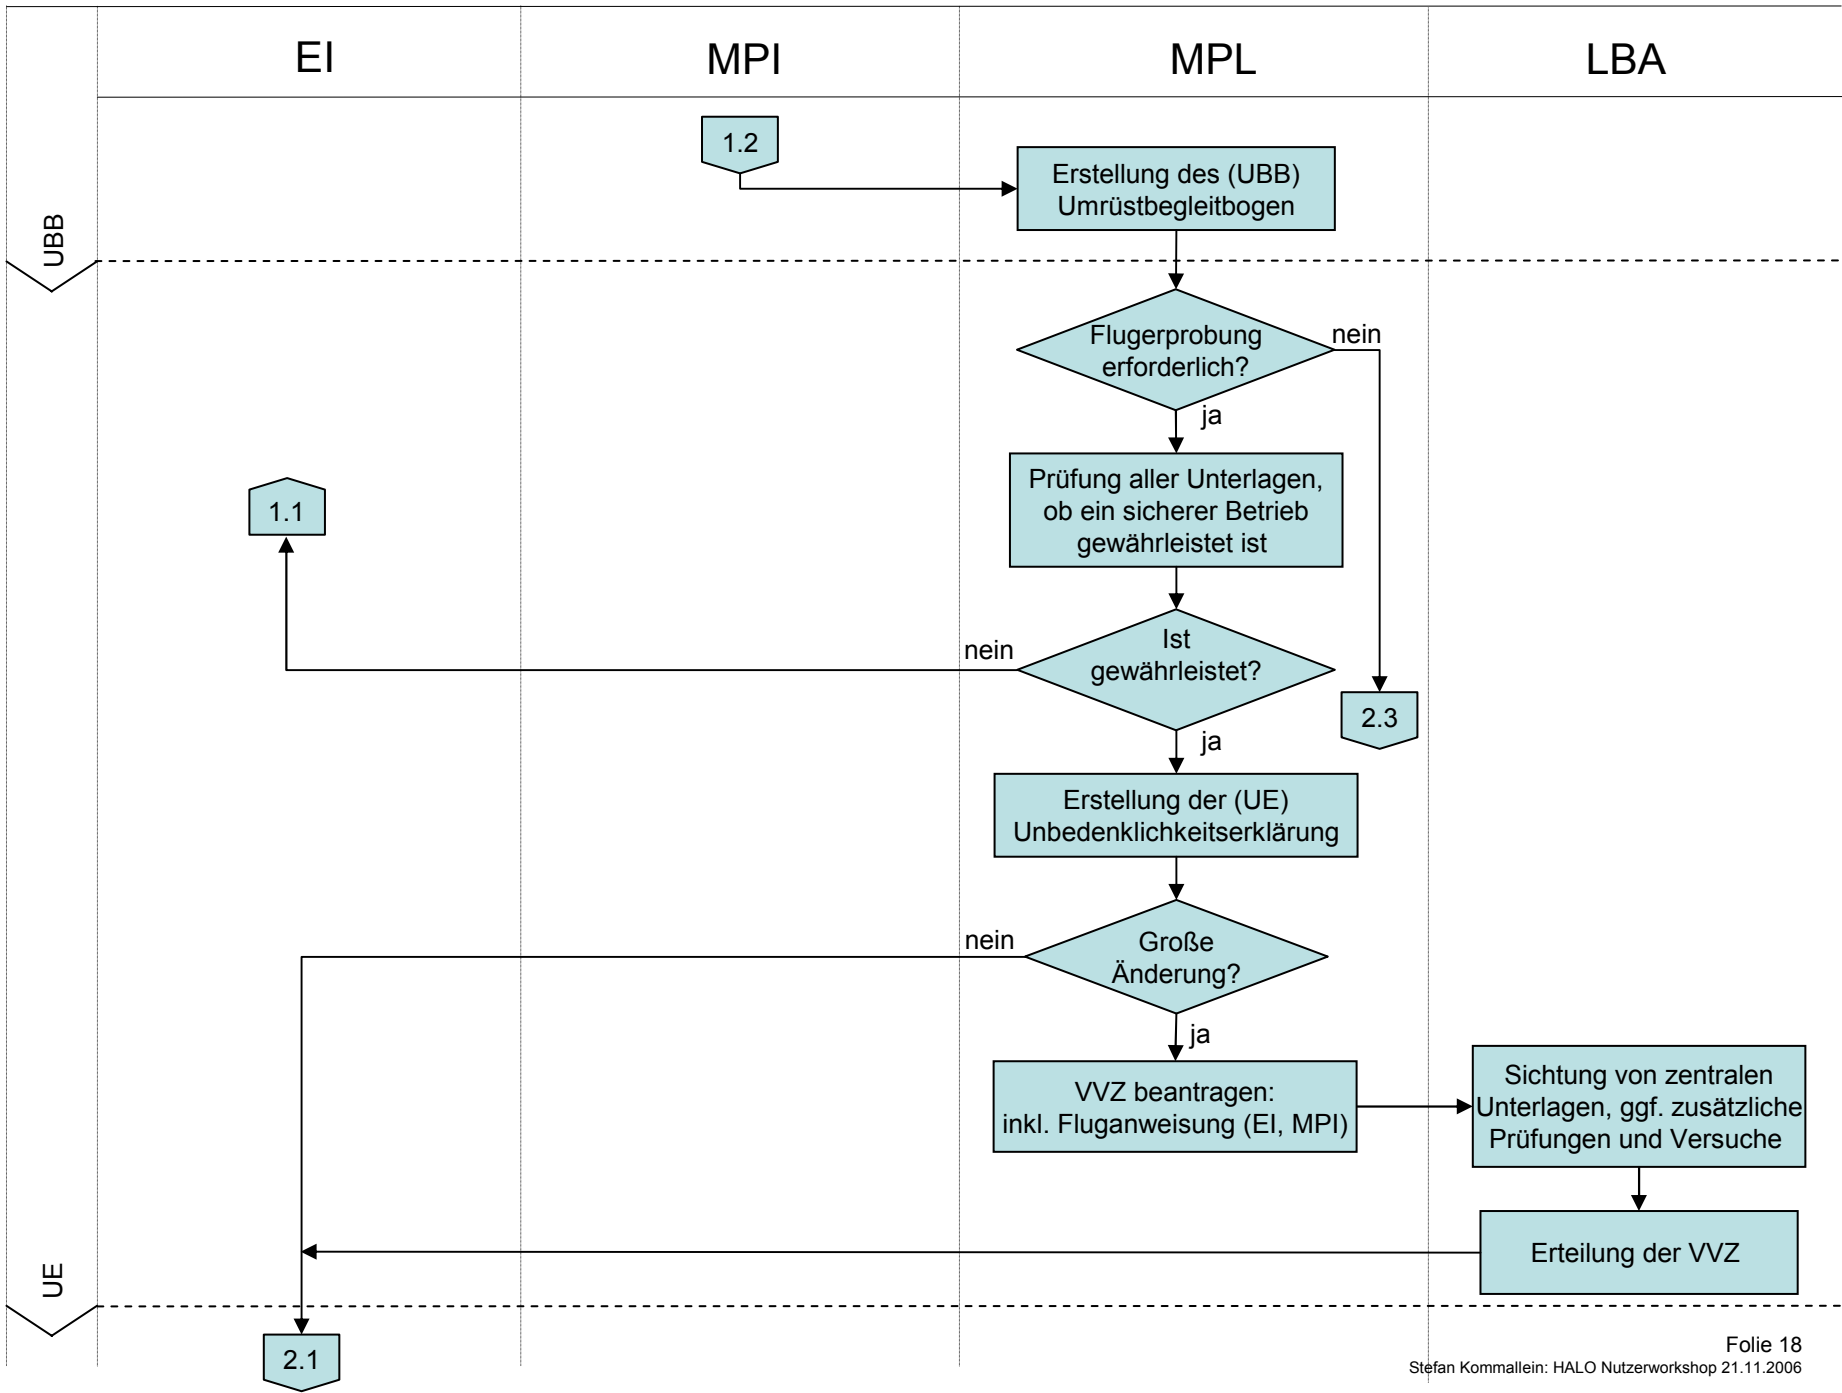 EI
MPI
MPL
LBA
1.2
Erstellung des (UBB)
Umrüstbegleitbogen
UBB
Flugerprobung
erforderlich?
nein
ja
Prüfung aller Unterlagen,
ob ein sicherer Betrieb
gewährleistet ist
1.1
nein
Ist
gewährleistet?
2.3
ja
Erstellung der (UE)
Unbedenklichkeitserklärung
nein
Große
Änderung?
ja
VVZ beantragen:
inkl. Fluganweisung (EI, MPI)
Sichtung von zentralen
Unterlagen, ggf. zusätzliche
Prüfungen und Versuche
Erteilung der VVZ
UE
2.1
Folie 18
Stefan Kommallein: HALO Nutzerworkshop 21.11.2006